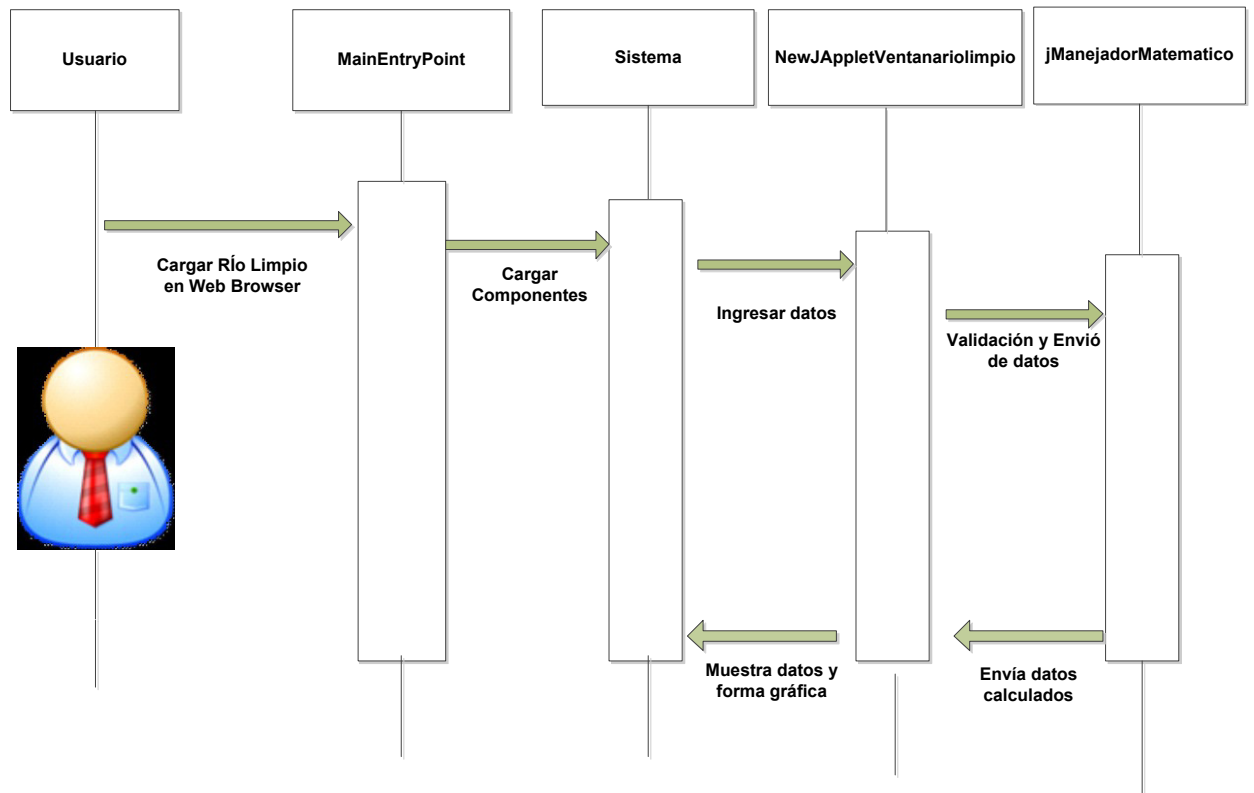 Usuario
MainEntryPoint
Sistema
NewJAppletVentanariolimpio
jManejadorMatematico
Cargar RÍo Limpio
en Web Browser
Cargar
Componentes
Ingresar datos
Validación y Envió
de datos
Muestra datos y
forma gráfica
Envía datos
calculados